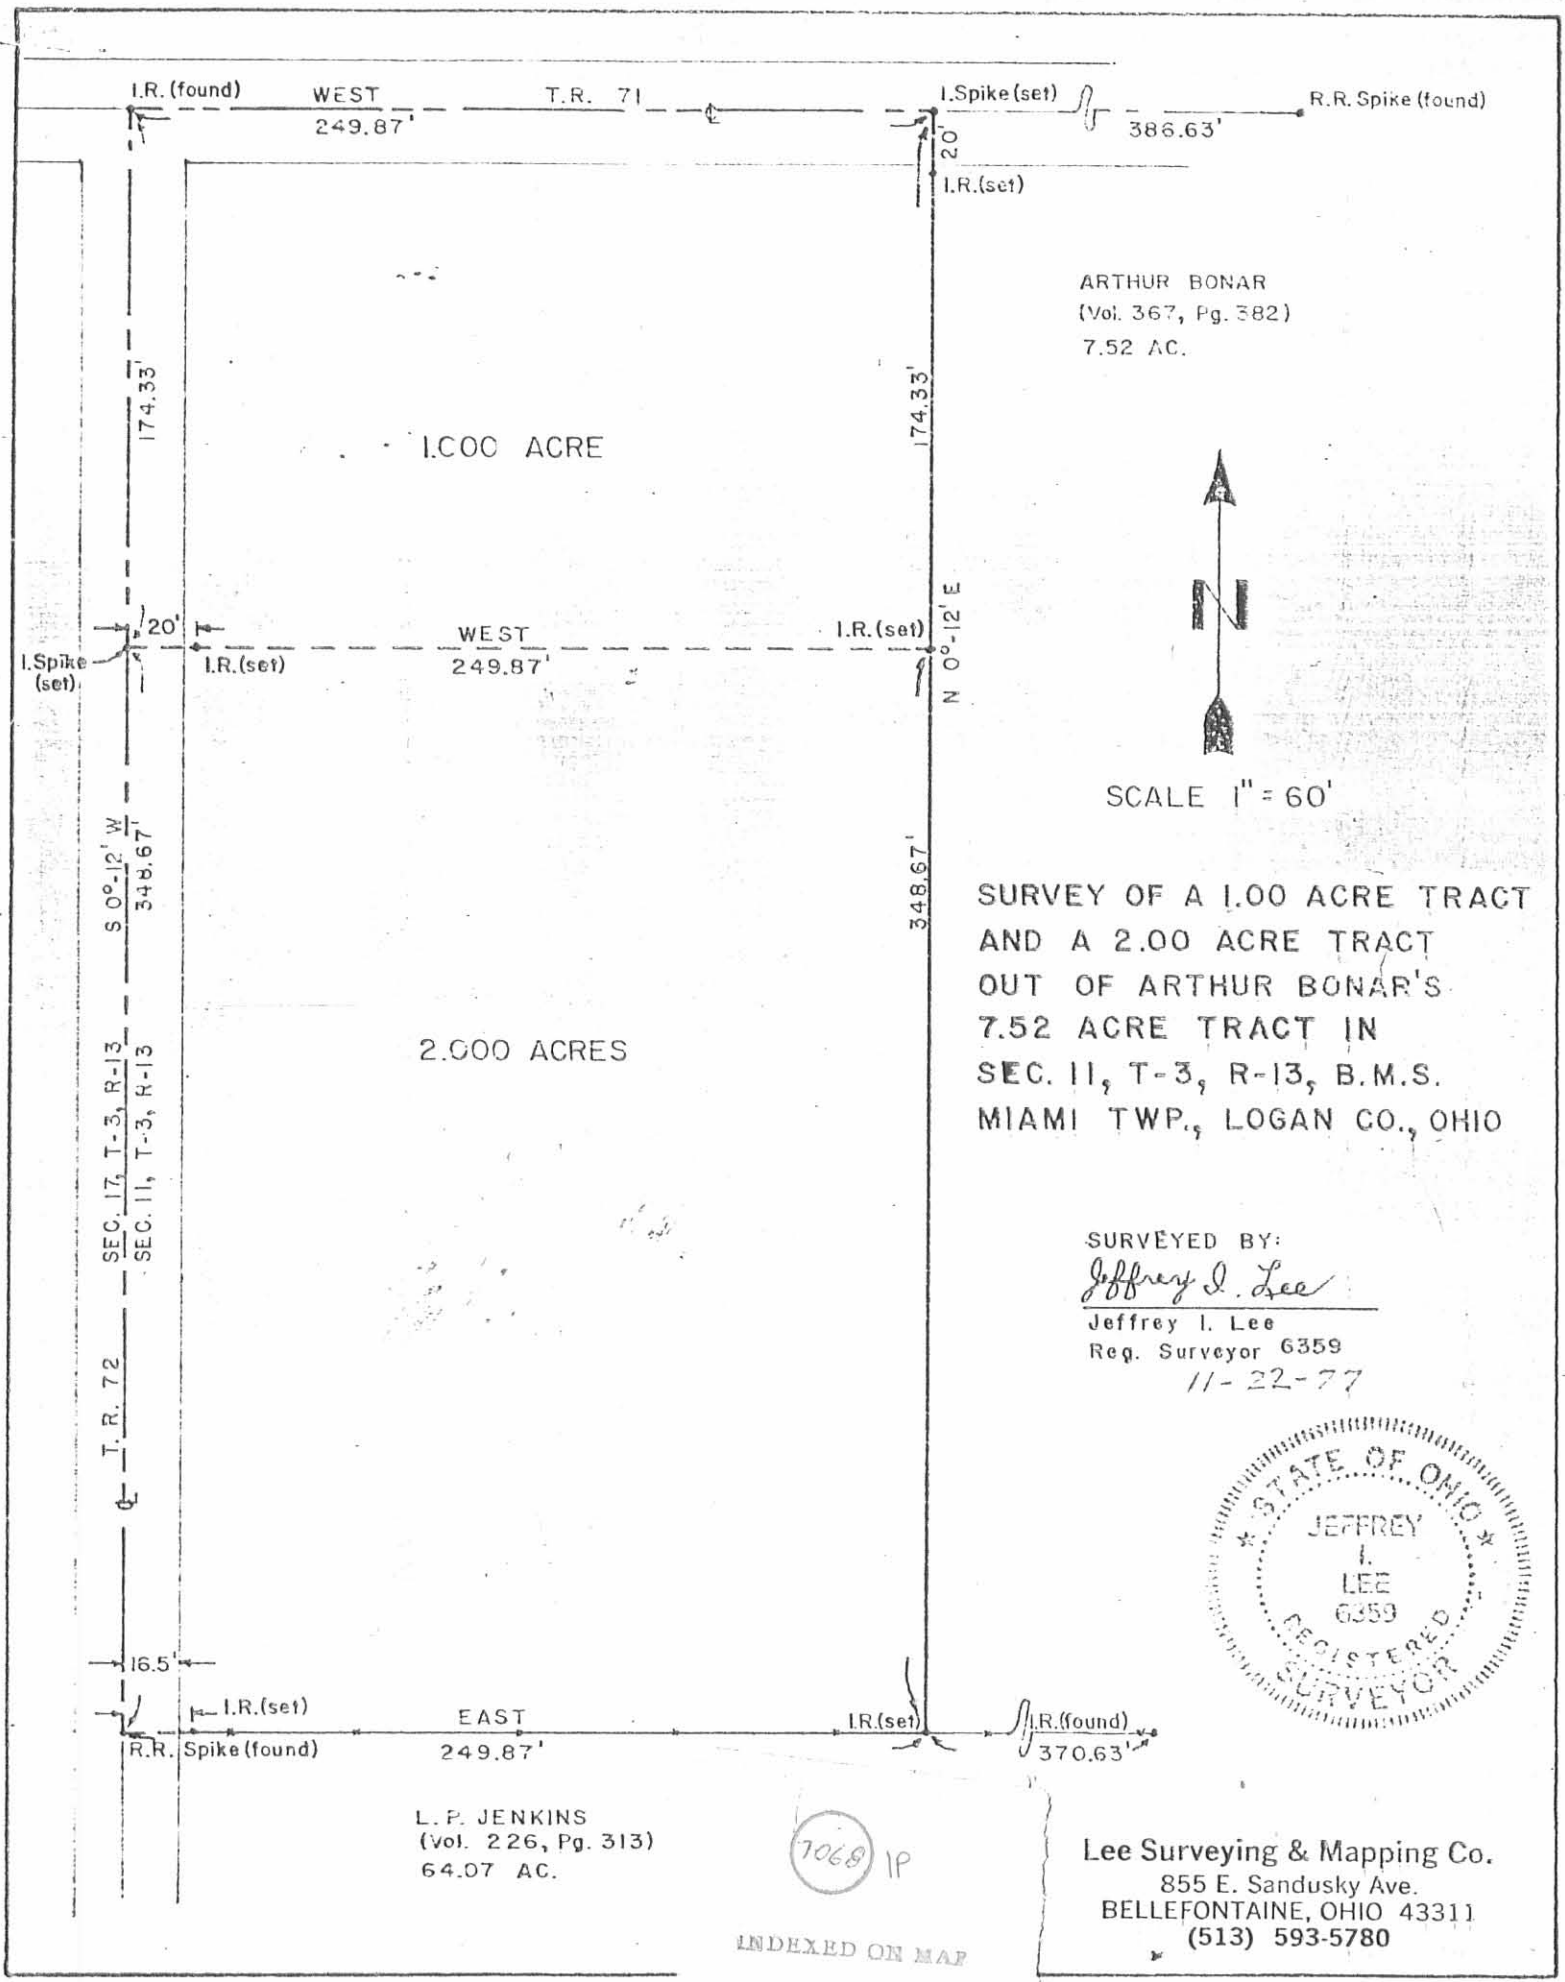 I.R. (found)
WEST
T.R. 71
249.87'
I.Spike (set)
386.63'
R.R. Spike (found)
20'
I.R.(set)
ARTHUR BONAR
(Vol. 367, Pg. 382)
7.52 AC.
174.33'
174.33'
1.000 ACRE
20'
I.Spike
(set)
I.R.(set)
WEST
249.87'
I.R.(set)
N 0°-12' E
SCALE 1" = 60'
S 0°-12' W
348.67'
348.67'
SURVEY OF A 1.00 ACRE TRACT
AND A 2.00 ACRE TRACT
OUT OF ARTHUR BONAR'S
7.52 ACRE TRACT IN
SEC. 11, T-3, R-13, B.M.S.
MIAMI TWP., LOGAN CO., OHIO
2.000 ACRES
SEC. 17, T-3, R-13
SEC. 11, T-3, R-13
T. R. 72
SURVEYED BY:
Jeffrey I. Lee
Jeffrey I. Lee
Reg. Surveyor 6359
11-22-77
STATE OF OHIO
JEFFREY
I.
LEE
6359
REGISTERED
SURVEYOR
16.5'
I.R.(set)
R.R. Spike (found)
EAST
249.87'
I.R.(set)
I.R.(found)
370.63'
L. P. JENKINS
(Vol. 226, Pg. 313)
64.07 AC.
7068 IP
INDEXED ON MAP
Lee Surveying & Mapping Co.
855 E. Sandusky Ave.
BELLEFONTAINE, OHIO 43311
(513) 593-5780